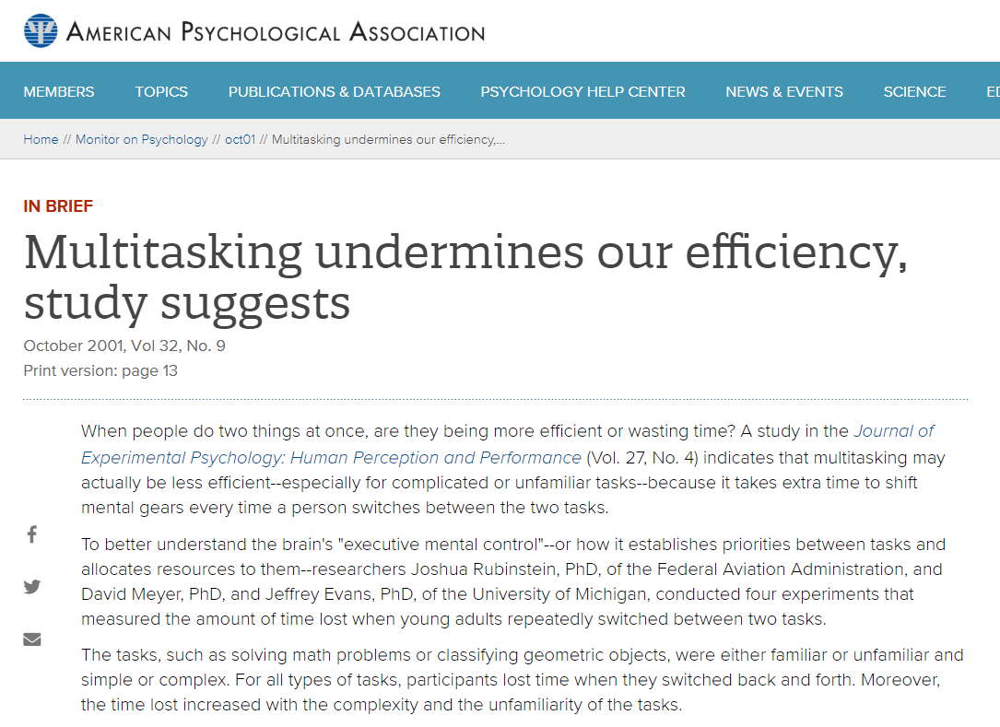 AMERICAN PSYCHOLOGICAL ASSOCIATION
MEMBERS TOPICS PUBLICATIONS & DATABASES PSYCHOLOGY HELP CENTER NEWS & EVENTS SCIENCE
Home // Monitor on Psychology // oct01 // Multitasking undermines our efficiency,...
IN BRIEF
Multitasking undermines our efficiency,
study suggests
October 2001, Vol 32, No. 9
Print version: page 13
When people do two things at once, are they being more efficient or wasting time? A study in the Journal of
Experimental Psychology: Human Perception and Performance (Vol. 27, No. 4) indicates that multitasking may
actually be less efficient--especially for complicated or unfamiliar tasks--because it takes extra time to shift
mental gears every time a person switches between the two tasks.
To better understand the brain's "executive mental control"--or how it establishes priorities between tasks and
allocates resources to them--researchers Joshua Rubinstein, PhD, of the Federal Aviation Administration, and
David Meyer, PhD, and Jeffrey Evans, PhD, of the University of Michigan, conducted four experiments that
measured the amount of time lost when young adults repeatedly switched between two tasks.
The tasks, such as solving math problems or classifying geometric objects, were either familiar or unfamiliar and
simple or complex. For all types of tasks, participants lost time when they switched back and forth. Moreover,
the time lost increased with the complexity and the unfamiliarity of the tasks.